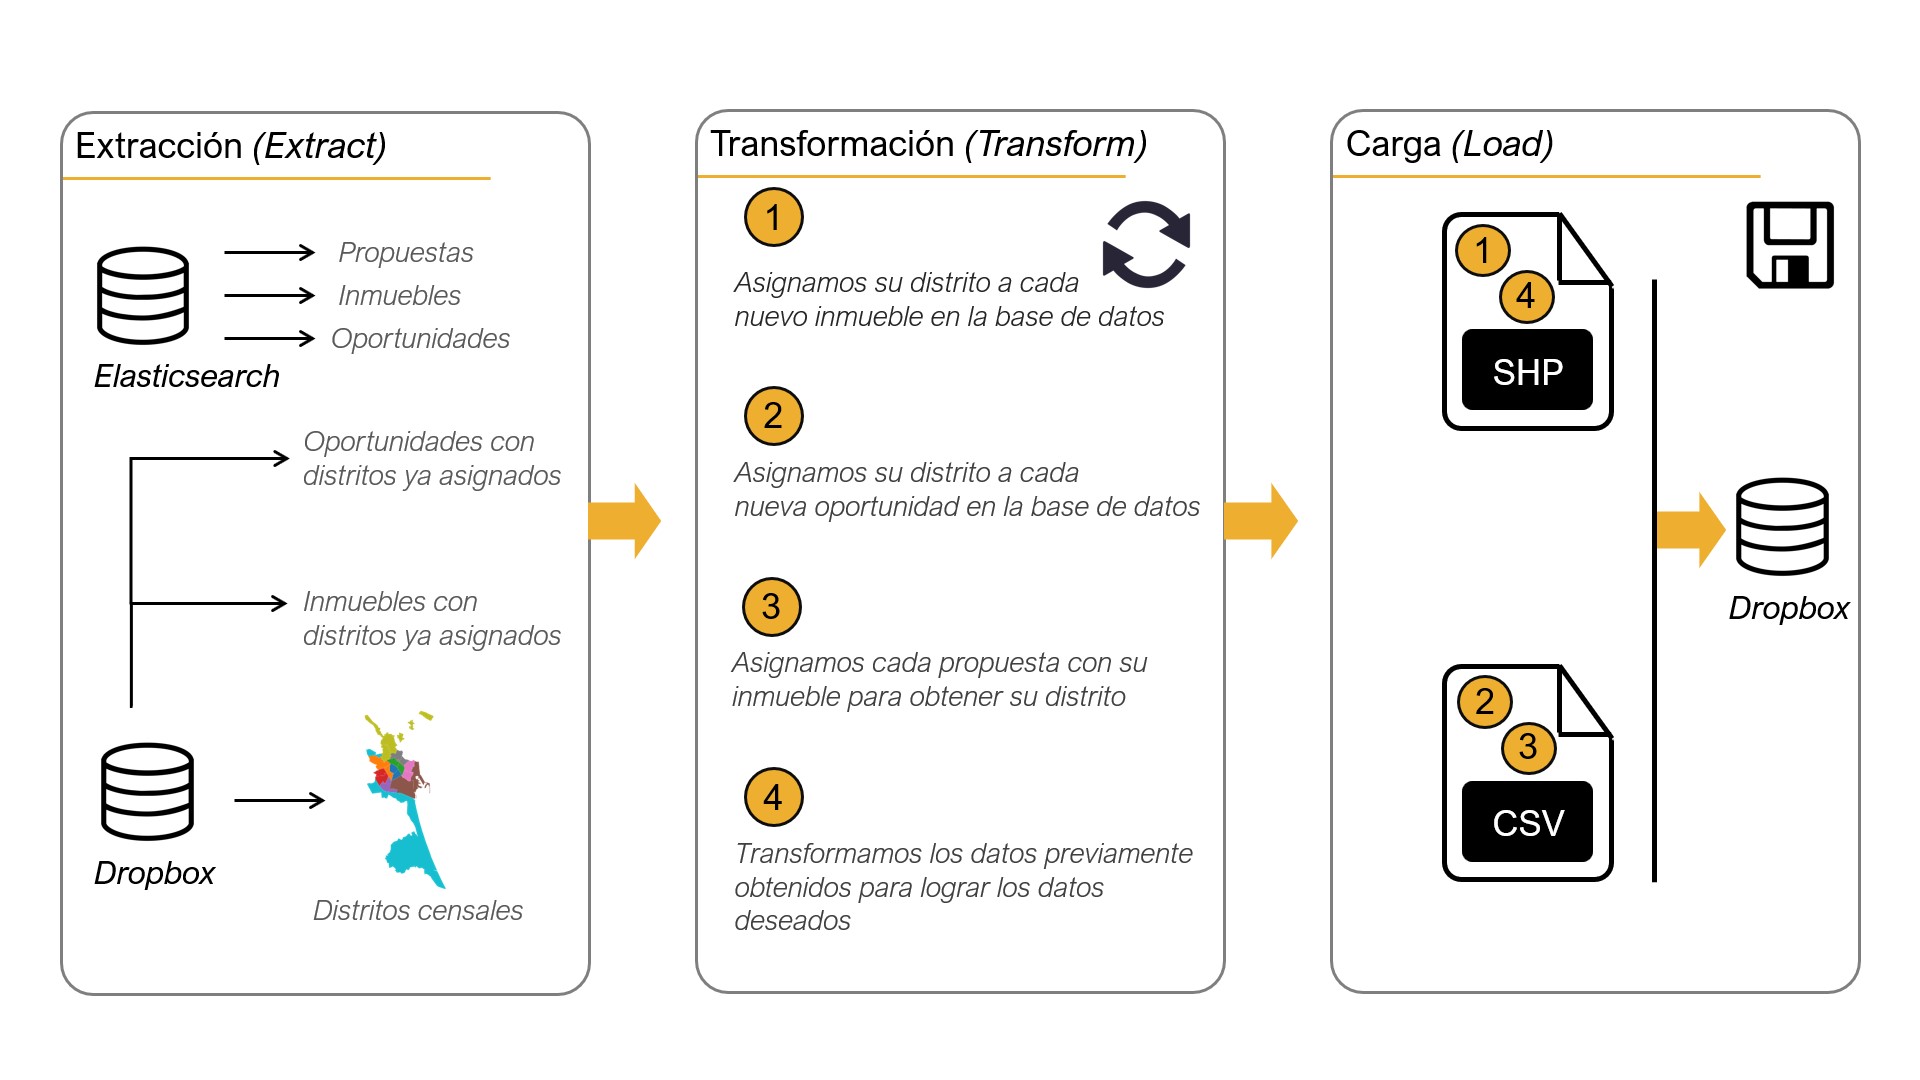 Extracción (Extract)
Propuestas
Inmuebles
Oportunidades
Elasticsearch
Oportunidades con
distritos ya asignados
Inmuebles con
distritos ya asignados
Dropbox
Distritos censales
Transformación (Transform)
1
Asignamos su distrito a cada
nuevo inmueble en la base de datos
2
Asignamos su distrito a cada
nueva oportunidad en la base de datos
3
Asignamos cada propuesta con su
inmueble para obtener su distrito
4
Transformamos los datos previamente
obtenidos para lograr los datos
deseados
Carga (Load)
1
4
SHP
2
3
CSV
Dropbox